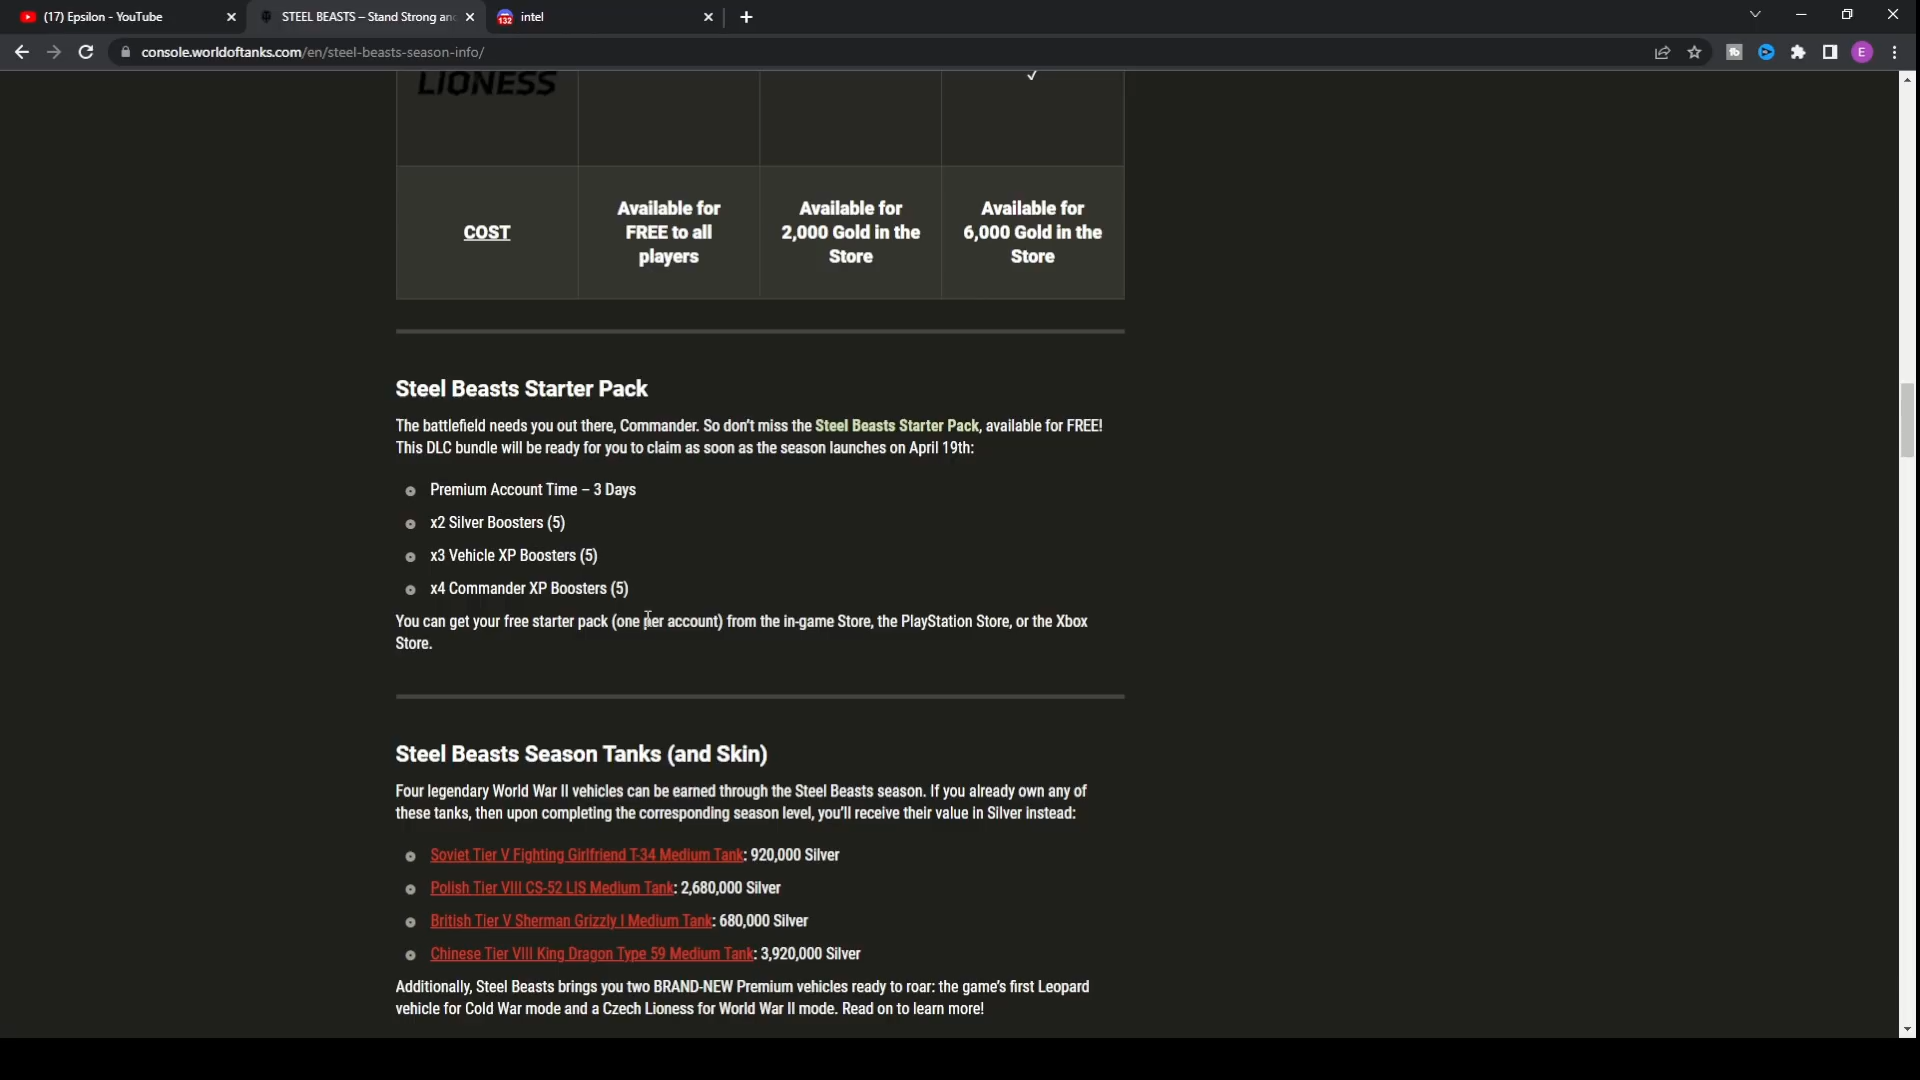 (17) Epsilon - YouTube
STEEL BEASTS – Stand Strong and
132 intel
console.worldoftanks.com/en/steel-beasts-season-info/
E
LIONESS
✓
COST
Available for
FREE to all
players
Available for
2,000 Gold in the
Store
Available for
6,000 Gold in the
Store
Steel Beasts Starter Pack
The battlefield needs you out there, Commander. So don't miss the Steel Beasts Starter Pack, available for FREE!
This DLC bundle will be ready for you to claim as soon as the season launches on April 19th:
Premium Account Time – 3 Days
x2 Silver Boosters (5)
x3 Vehicle XP Boosters (5)
x4 Commander XP Boosters (5)
You can get your free starter pack (one per account) from the in-game Store, the PlayStation Store, or the Xbox
Store.
Steel Beasts Season Tanks (and Skin)
Four legendary World War II vehicles can be earned through the Steel Beasts season. If you already own any of
these tanks, then upon completing the corresponding season level, you'll receive their value in Silver instead:
Soviet Tier V Fighting Girlfriend T-34 Medium Tank: 920,000 Silver
Polish Tier VIII CS-52 LIS Medium Tank: 2,680,000 Silver
British Tier V Sherman Grizzly I Medium Tank: 680,000 Silver
Chinese Tier VIII King Dragon Type 59 Medium Tank: 3,920,000 Silver
Additionally, Steel Beasts brings you two BRAND-NEW Premium vehicles ready to roar: the game's first Leopard
vehicle for Cold War mode and a Czech Lioness for World War II mode. Read on to learn more!